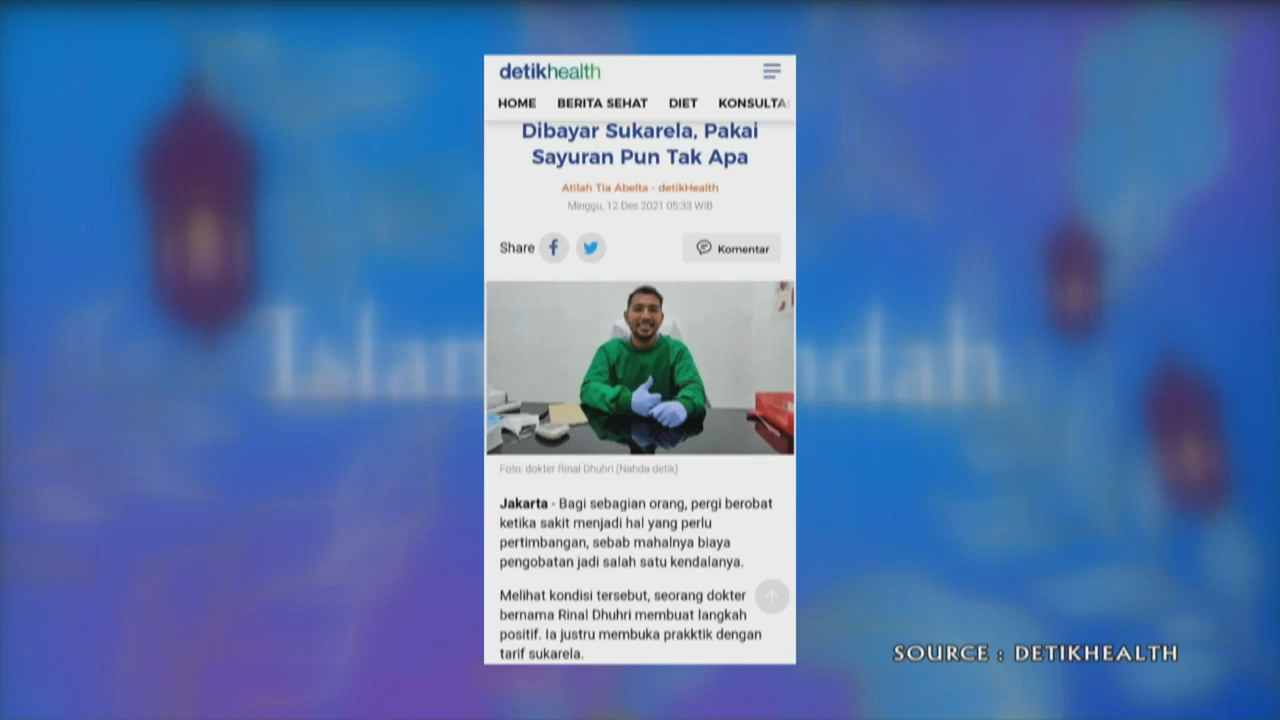 detikhealth
HOME BERITA SEHAT DIET KONSULTA
Dibayar Sukarela, Pakai
Sayuran Pun Tak Apa
Atilah Tia Abelta - detikHealth
Minggu, 12 Des 2021 05:33 WIB
Share
Komentar
Foto: dokter Rinal Dhuhri (Nahda detik)
Jakarta - Bagi sebagian orang, pergi berobat
ketika sakit menjadi hal yang perlu
pertimbangan, sebab mahalnya biaya
pengobatan jadi salah satu kendalanya.
Melihat kondisi tersebut, seorang dokter
bernama Rinal Dhuhri membuat langkah
positif. Ia justru membuka prakktik dengan
tarif sukarela.
SOURCE : DETIKHEALTH